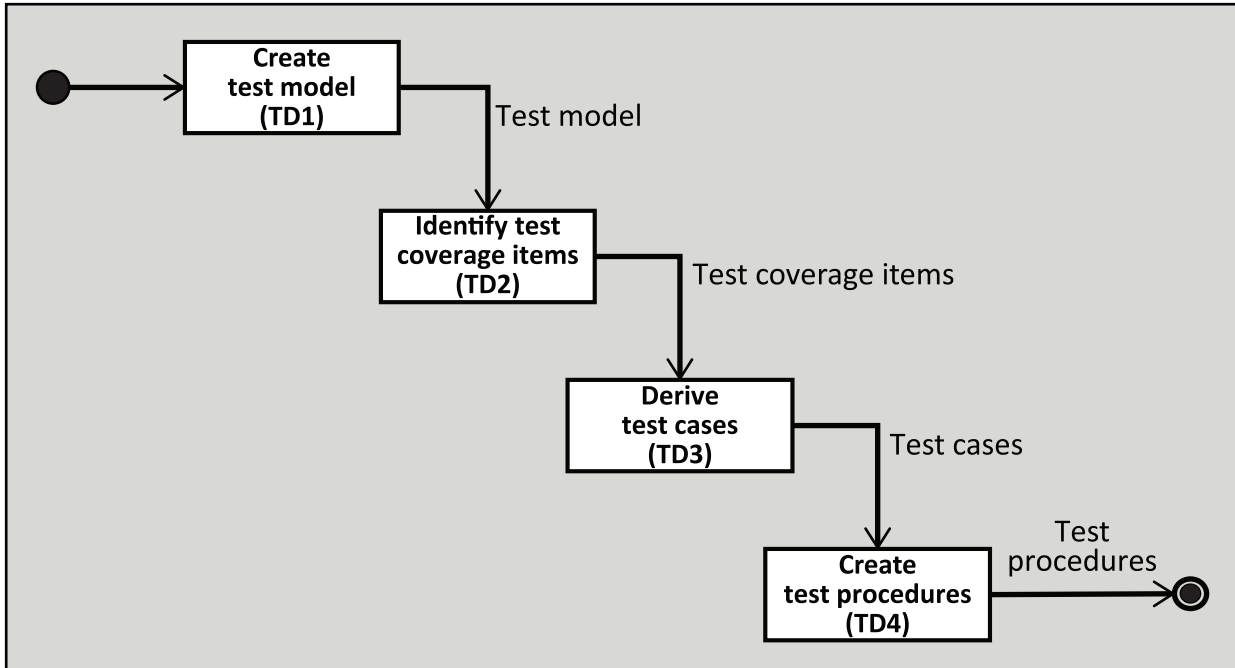 Create
test model
(TD1)
Test model
Identify test
coverage items
(TD2)
Test coverage items
Derive
test cases
(TD3)
Test cases
Create
test procedures
(TD4)
Test
procedures